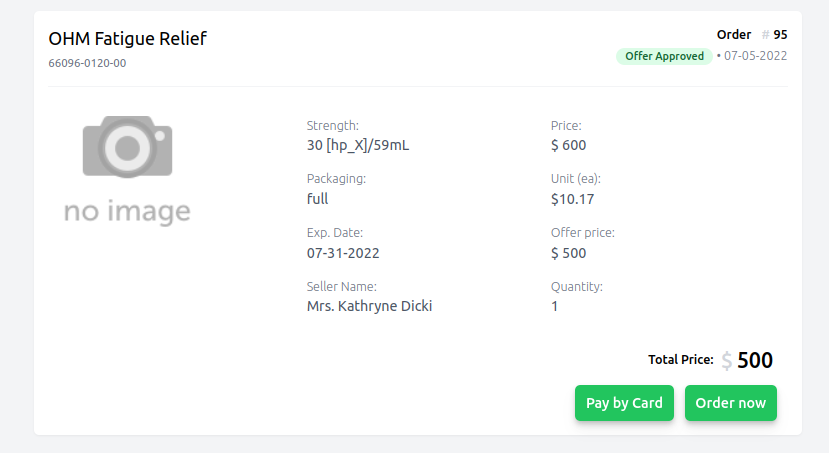 OHM Fatigue Relief
66096-0120-00
Order # 95
Offer Approved • 07-05-2022
no image
Strength:
30 [hp_X]/59mL
Packaging:
full
Exp. Date:
07-31-2022
Seller Name:
Mrs. Kathryne Dicki
Price:
$ 600
Unit (ea):
$10.17
Offer price:
$ 500
Quantity:
1
Total Price: $ 500
Pay by Card
Order now